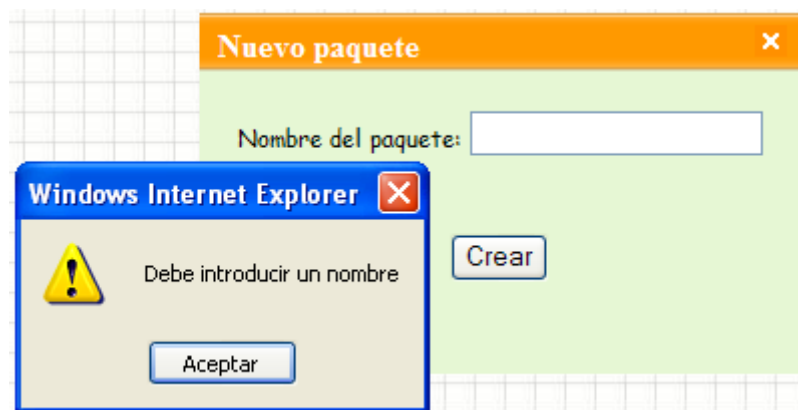 Nuevo paquete
Nombre del paquete:
Windows Internet Explorer
Debe introducir un nombre
Crear
Aceptar